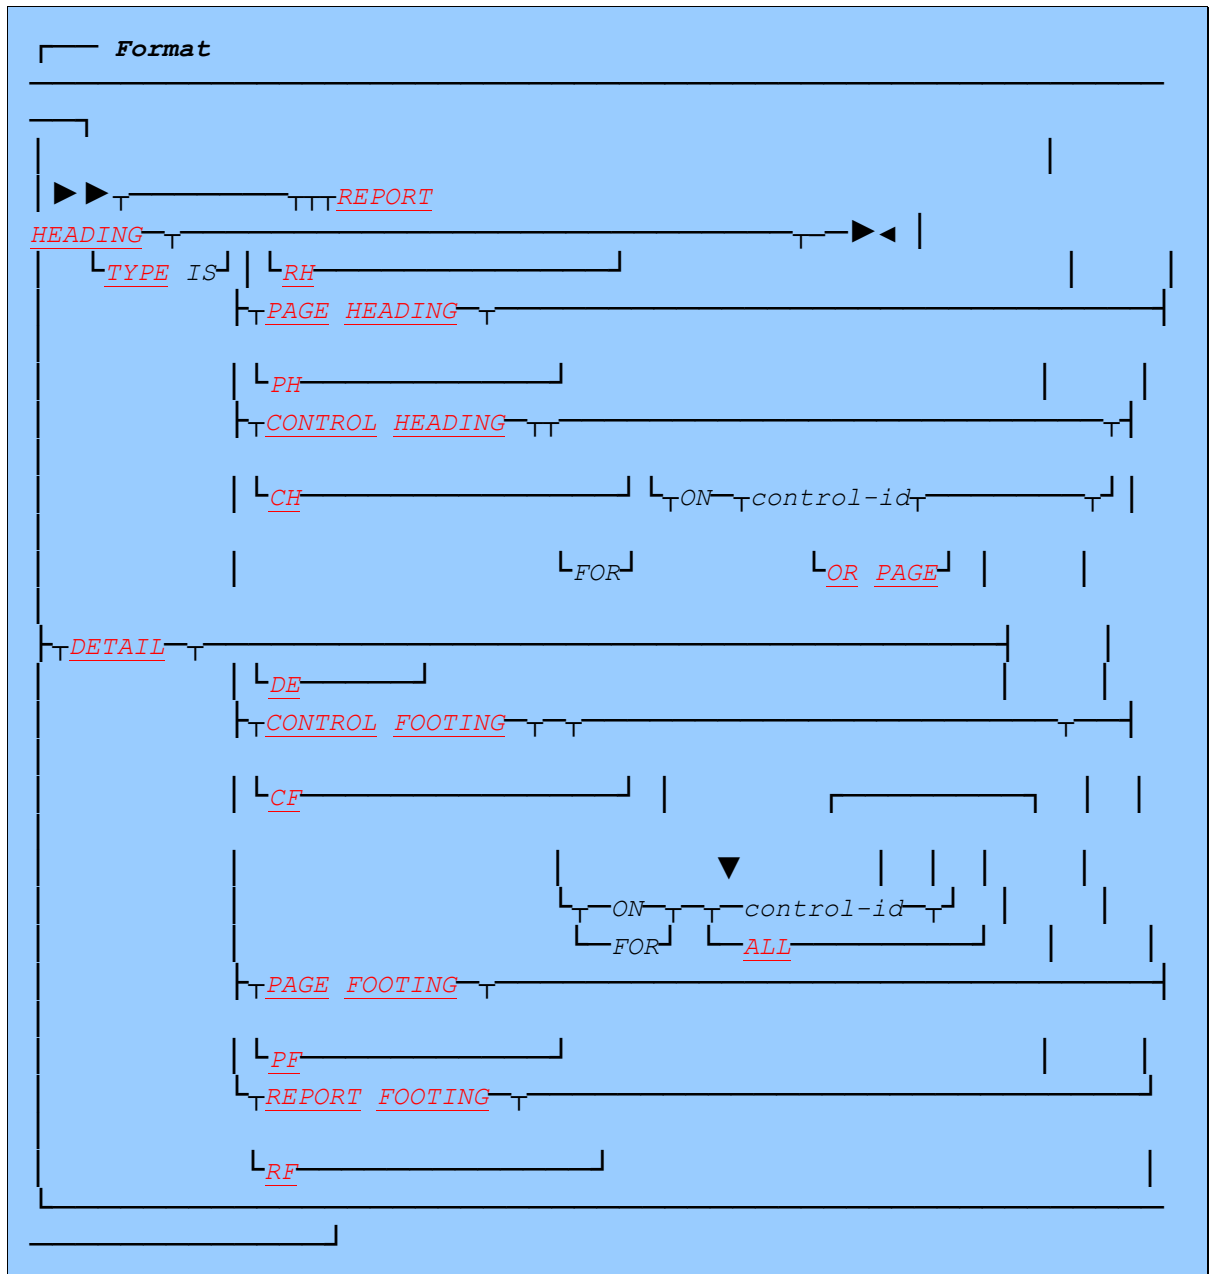 Format
REPORT
HEADING
TYPE IS RH
PAGE HEADING
PH
CONTROL HEADING
CH ON control-id
FOR OR PAGE
DETAIL
DE
CONTROL FOOTING
CF
ON control-id
FOR ALL
PAGE FOOTING
PF
REPORT FOOTING
RF